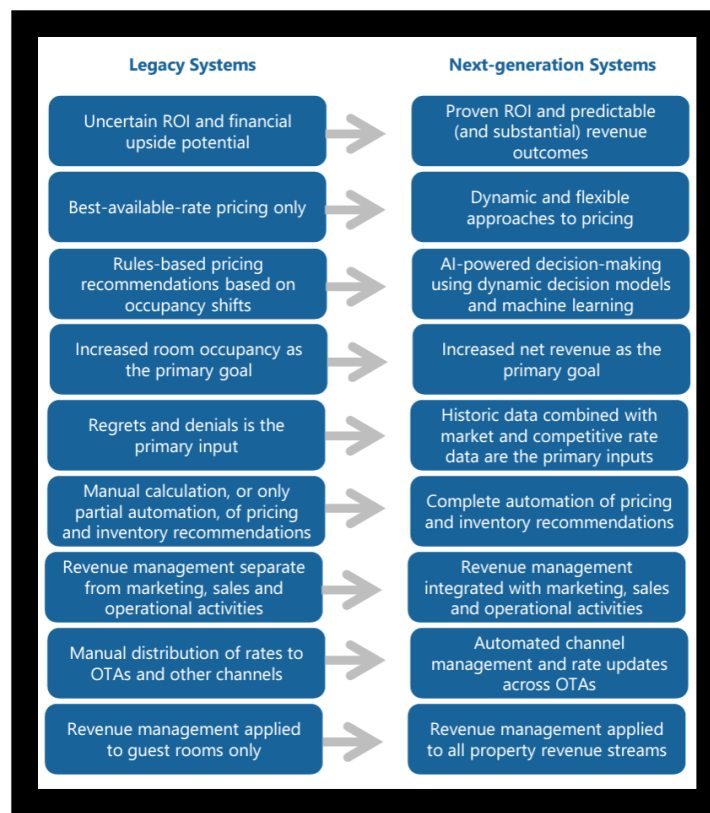 Legacy Systems
Next-generation Systems
Uncertain ROI and financial
upside potential
Proven ROI and predictable
(and substantial) revenue
outcomes
Best-available-rate pricing only
Dynamic and flexible
approaches to pricing
Rules-based pricing
recommendations based on
occupancy shifts
AI-powered decision-making
using dynamic decision models
and machine learning
Increased room occupancy as
the primary goal
Increased net revenue as the
primary goal
Regrets and denials is the
primary input
Historic data combined with
market and competitive rate
data are the primary inputs
Manual calculation, or only
partial automation, of pricing
and inventory recommendations
Complete automation of pricing
and inventory recommendations
Revenue management separate
from marketing, sales and
operational activities
Revenue management
integrated with marketing, sales
and operational activities
Manual distribution of rates to
OTAs and other channels
Automated channel
management and rate updates
across OTAs
Revenue management applied
to guest rooms only
Revenue management applied
to all property revenue streams